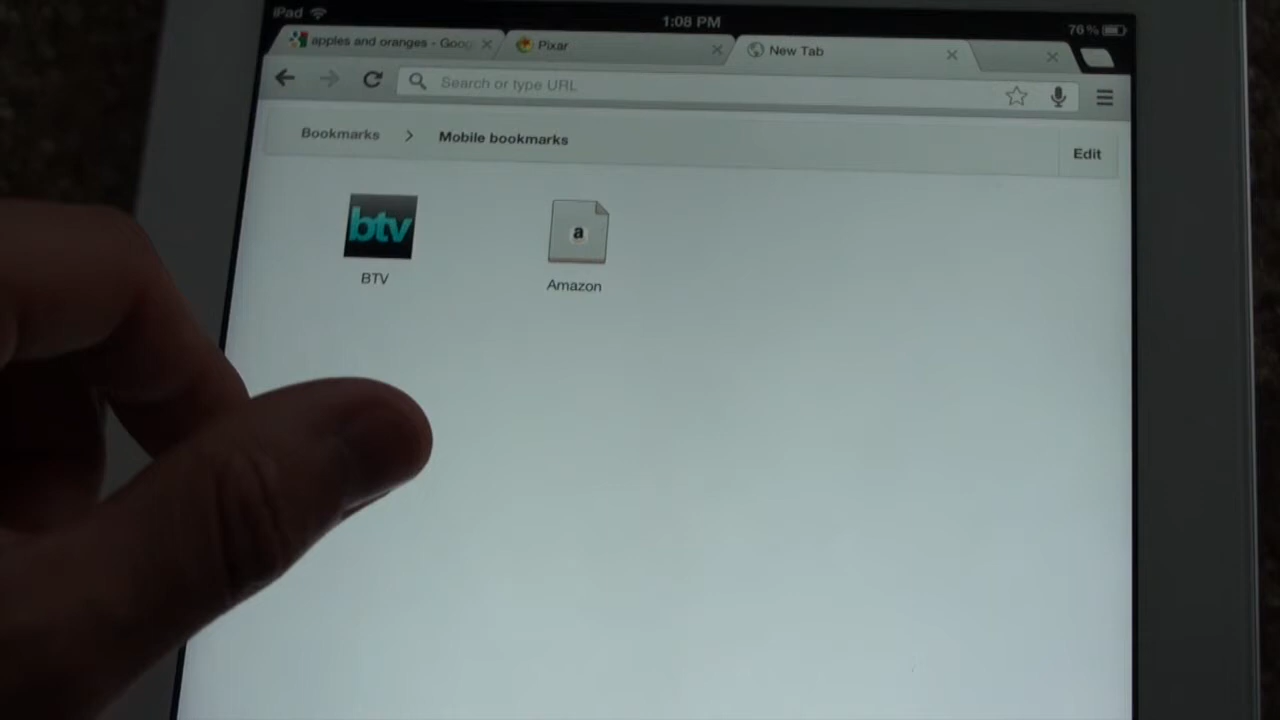 iPad 1:08 PM 76%
apples and oranges - Goog Pixar New Tab
Search or type URL
Bookmarks > Mobile bookmarks Edit
btv a
BTV Amazon